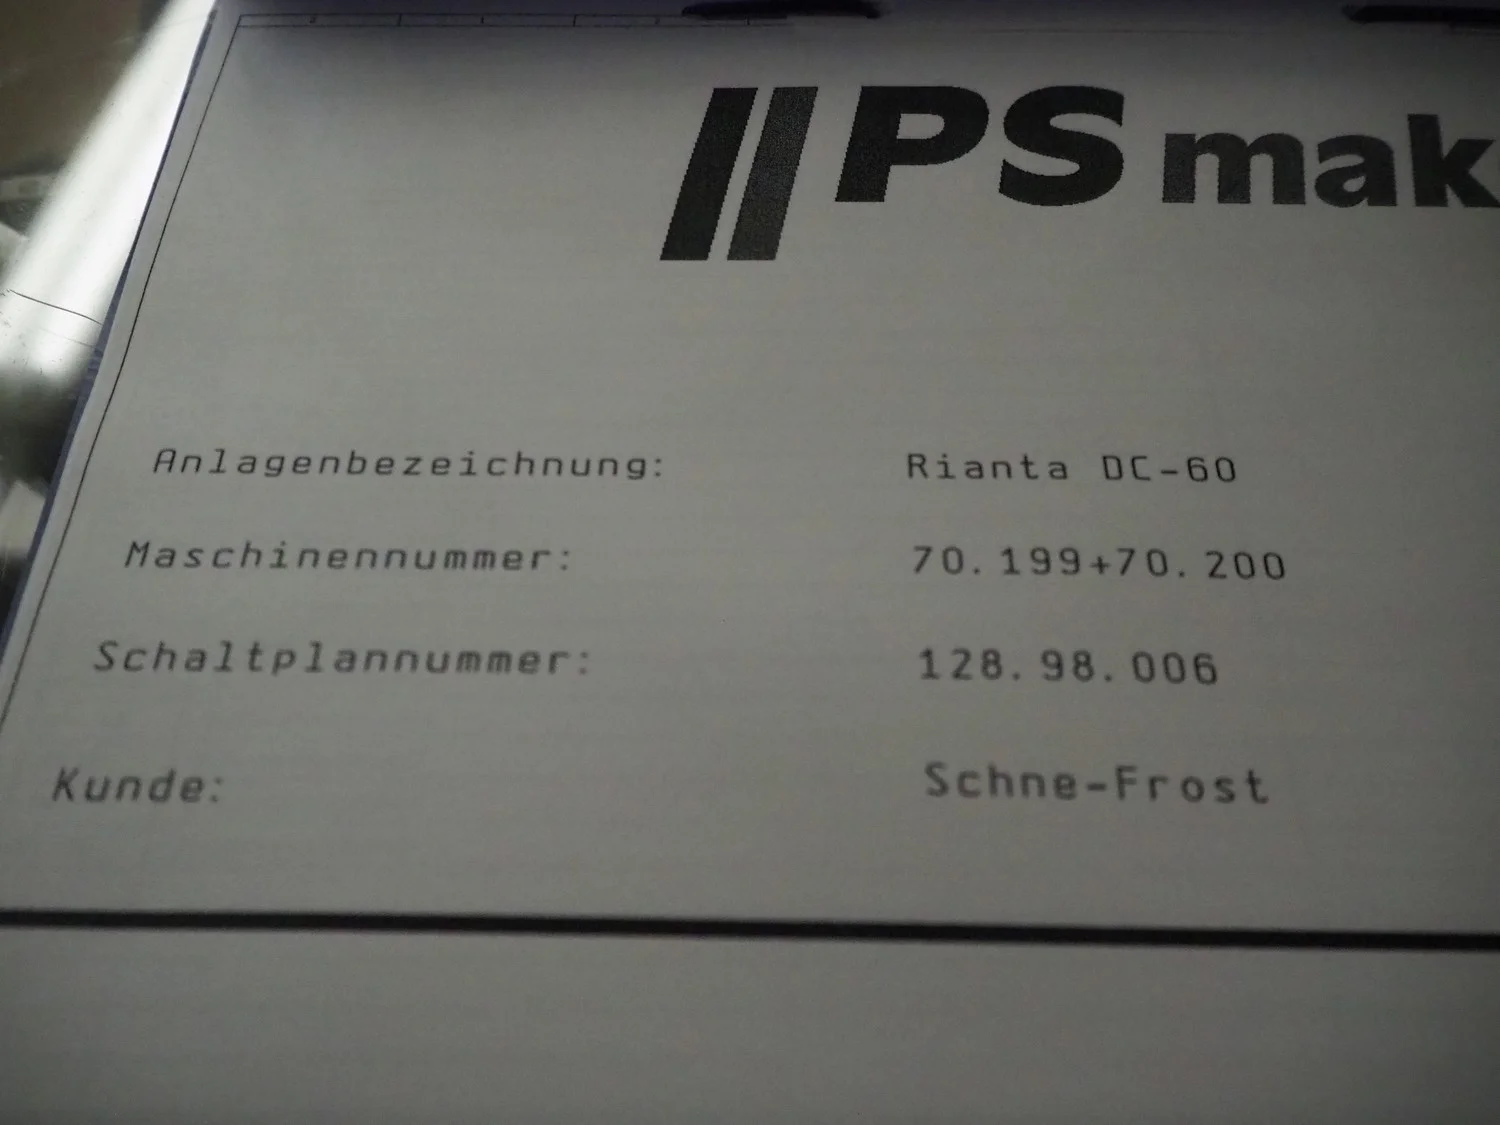 PS mak
Anlagenbezeichnung: Rianta DC-60
Maschinennummer: 70.199+70.200
Schaltplannummer: 128.98.006
Kunde: Schne-Frost